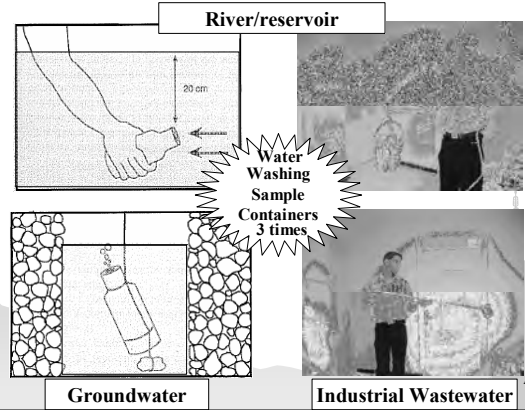 River/reservoir
20 cm
Water
Washing
Sample
Containers
3 times
Groundwater
Industrial Wastewater